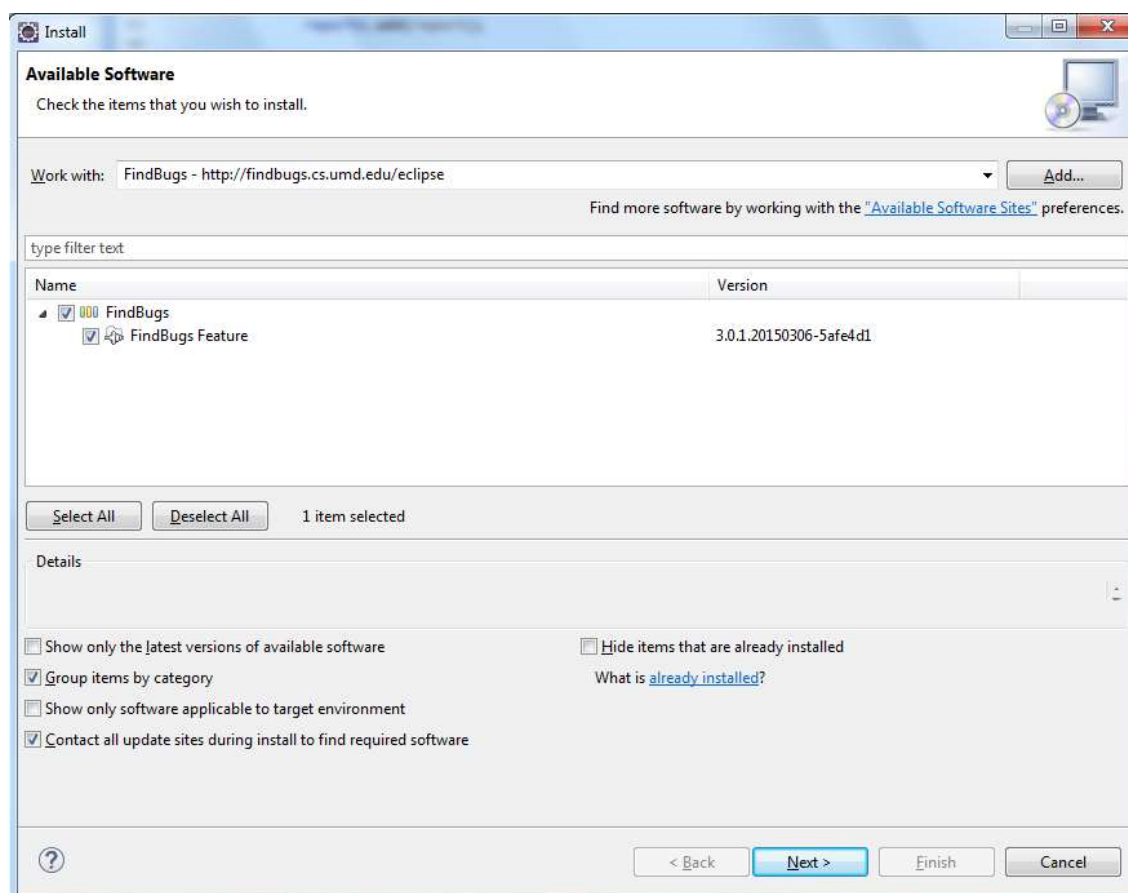 Install
Available Software
Check the items that you wish to install.
Work with: FindBugs - http://findbugs.cs.umd.edu/eclipse Add...
Find more software by working with the "Available Software Sites" preferences.
type filter text
Name Version
FindBugs
FindBugs Feature 3.0.1.20150306-5afe4d1
Select All Deselect All 1 item selected
Details
Show only the latest versions of available software Hide items that are already installed
Group items by category What is already installed?
Show only software applicable to target environment
Contact all update sites during install to find required software
? < Back Next > Finish Cancel